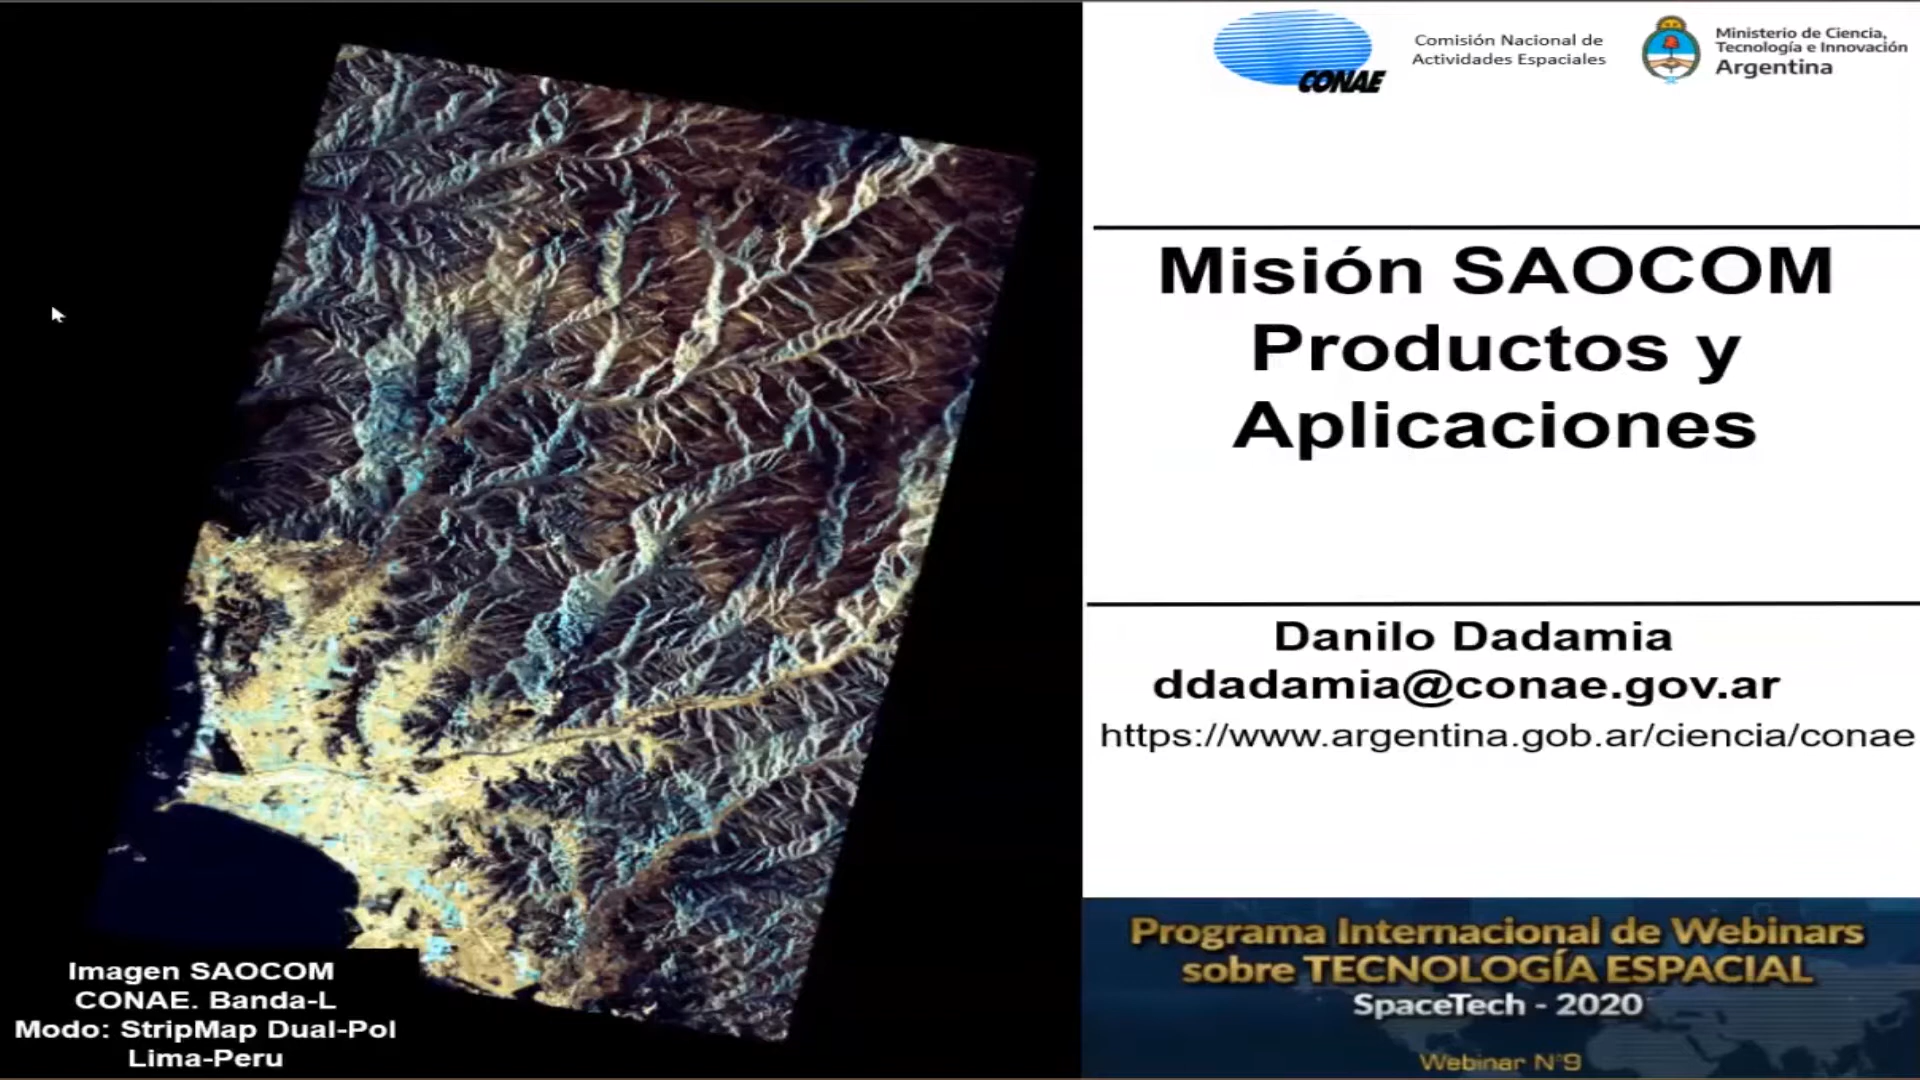 CONAE
Comisión Nacional de
Actividades Espaciales
Ministerio de Ciencia,
Tecnología e Innovación
Argentina
Misión SAOCOM
Productos y
Aplicaciones
Danilo Dadamia
ddadamia@conae.gov.ar
https://www.argentina.gob.ar/ciencia/conae
Imagen SAOCOM
CONAE. Banda-L
Modo: StripMap Dual-Pol
Lima-Peru
Programa Internacional de Webinars
sobre TECNOLOGÍA ESPACIAL
SpaceTech - 2020
Webinar N°9